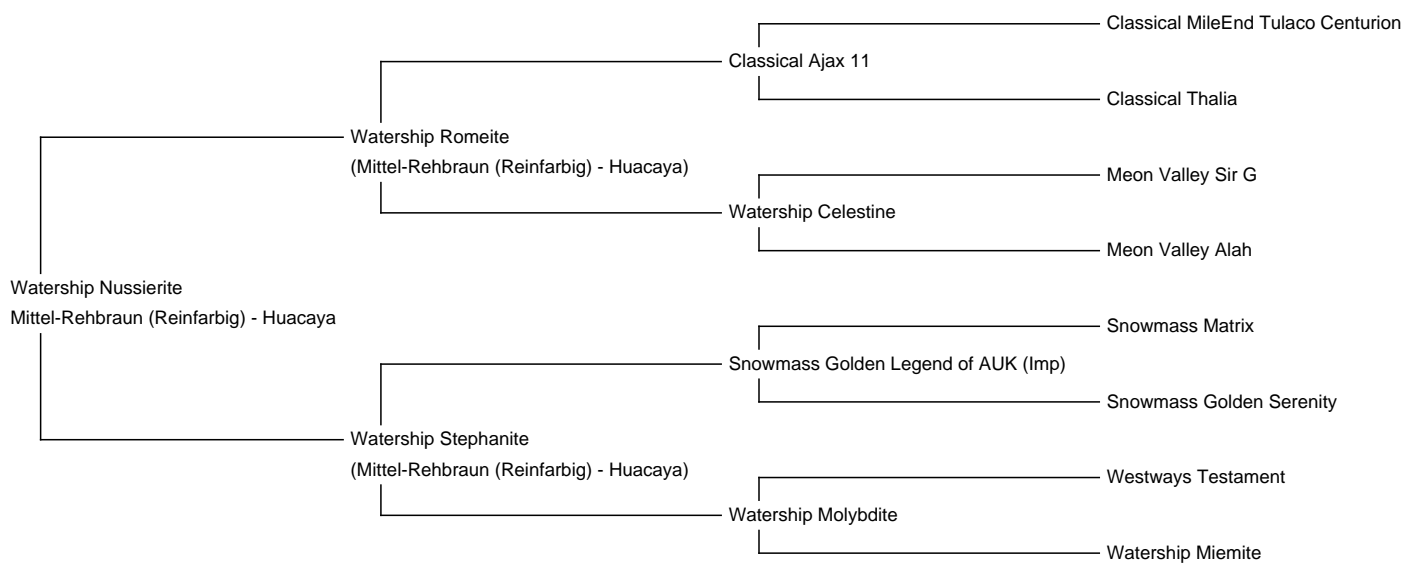 Classical MileEnd Tulaco Centurion
Classical Ajax 11
Classical Thalia
Watership Romeite
(Mittel-Rehbraun (Reinfarbig) - Huacaya)
Meon Valley Sir G
Watership Celestine
Meon Valley Alah
Watership Nussierite
Mittel-Rehbraun (Reinfarbig) - Huacaya
Snowmass Matrix
Snowmass Golden Legend of AUK (Imp)
Snowmass Golden Serenity
Watership Stephanite
(Mittel-Rehbraun (Reinfarbig) - Huacaya)
Westways Testament
Watership Molybdite
Watership Miemite